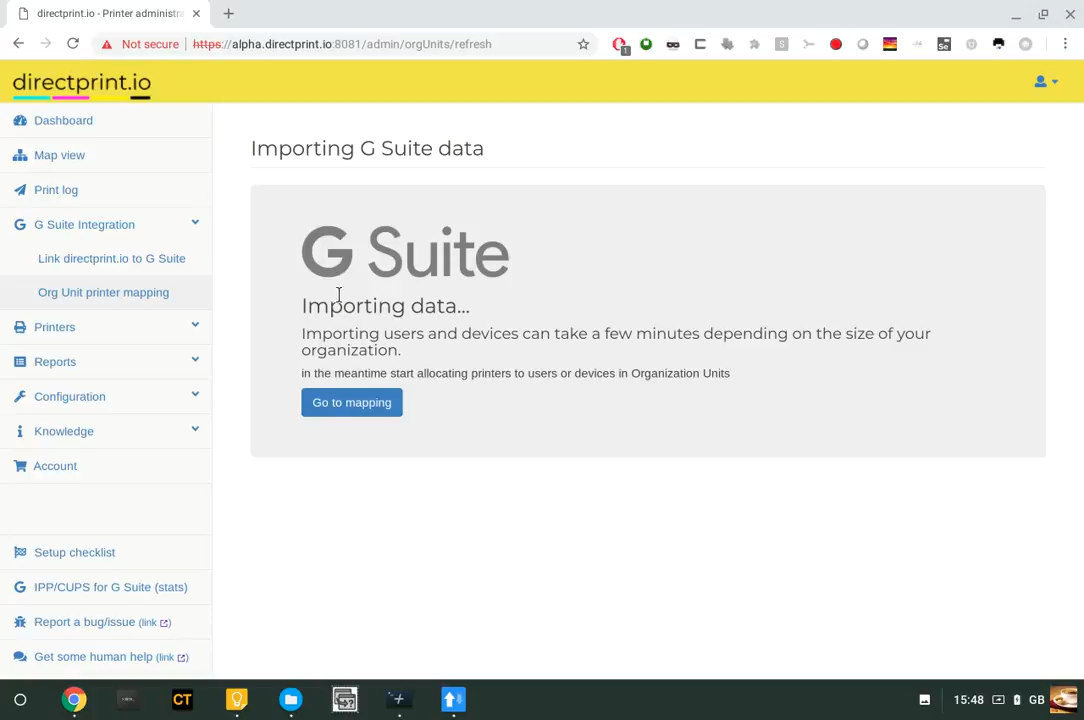 directprint.io - Printer administra
Not secure
https://alpha.directprint.io:8081/admin/orgUnits/refresh
1
S
Se
directprint.io
Dashboard
Map view
Print log
G Suite Integration
Link directprint.io to G Suite
Org Unit printer mapping
Printers
Reports
Configuration
Knowledge
Account
Setup checklist
IPP/CUPS for G Suite (stats)
Report a bug/issue (link)
Get some human help (link)
Importing G Suite data
G Suite
Importing data...
Importing users and devices can take a few minutes depending on the size of your
organization.
in the meantime start allocating printers to users or devices in Organization Units
Go to mapping
CT
15:48
GB